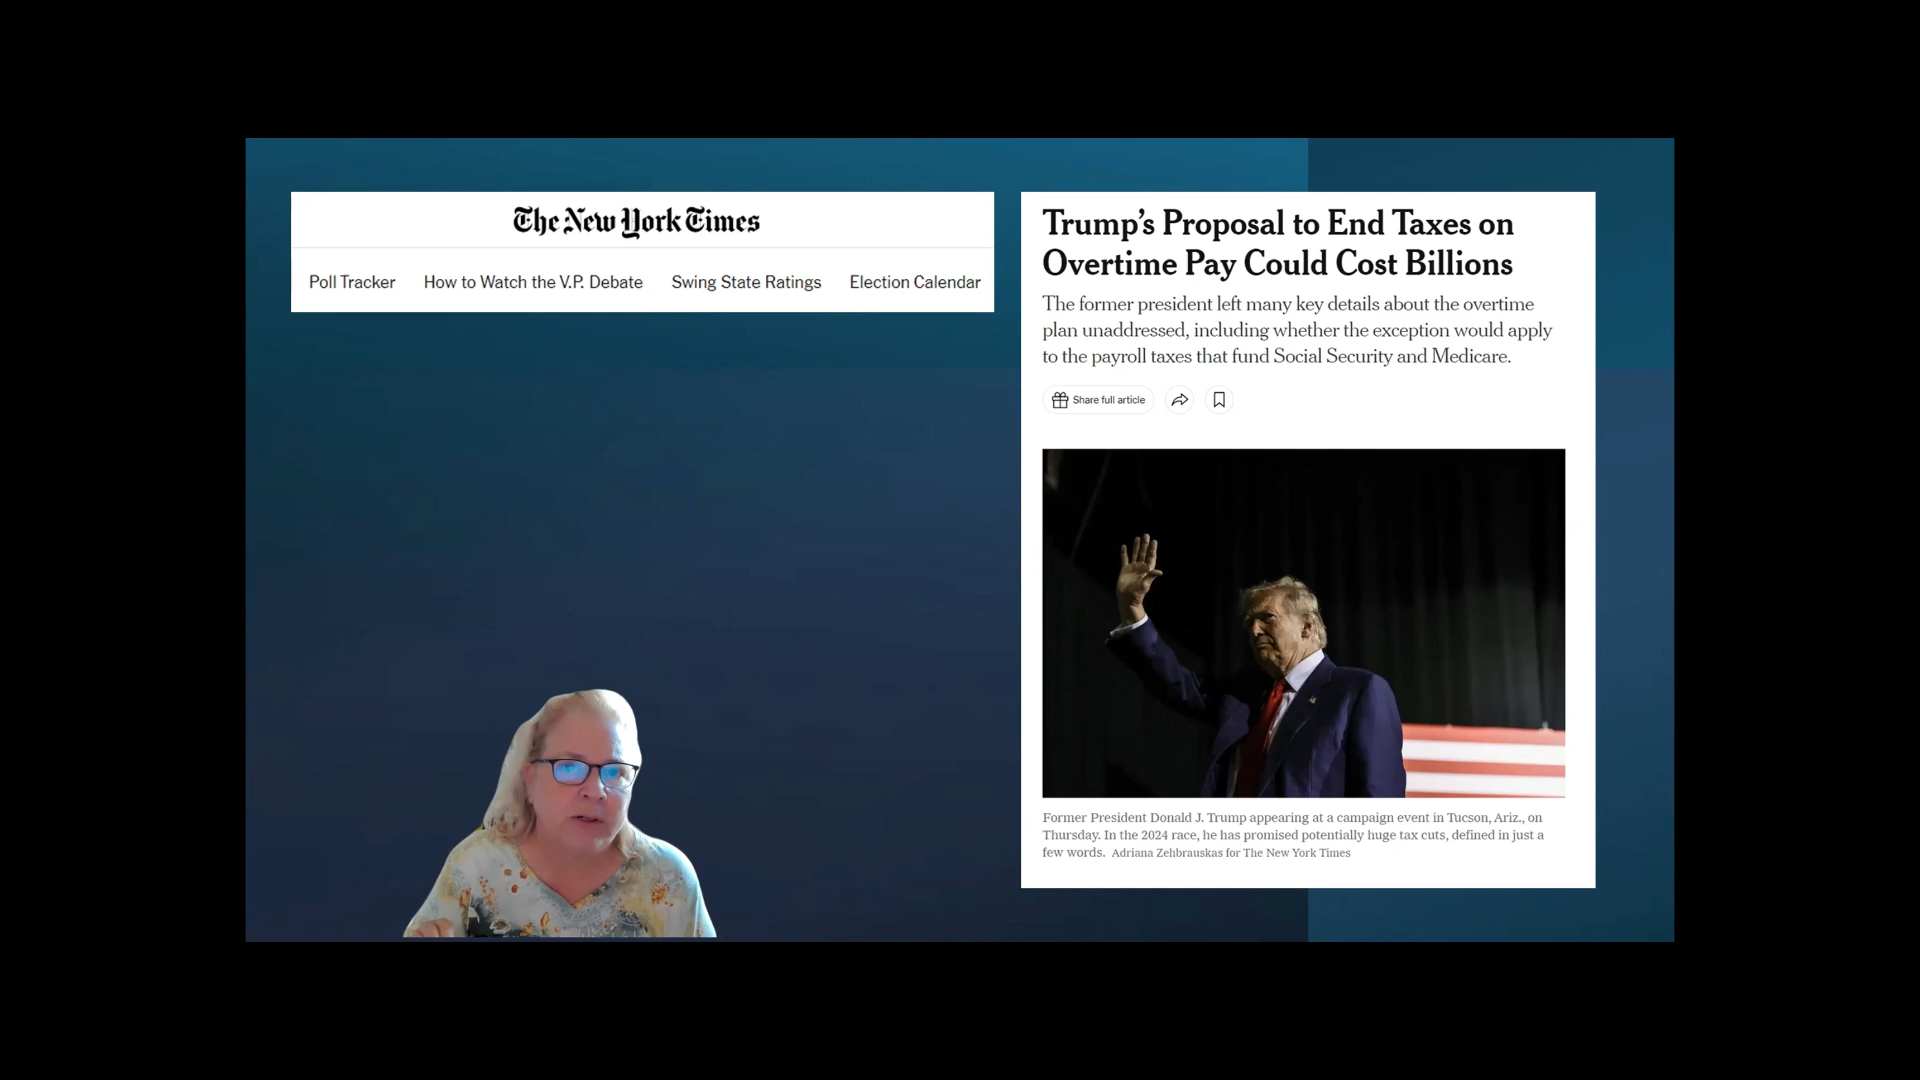 The New York Times
Poll Tracker How to Watch the V.P. Debate Swing State Ratings Election Calendar
Trump's Proposal to End Taxes on
Overtime Pay Could Cost Billions
The former president left many key details about the overtime
plan unaddressed, including whether the exception would apply
to the payroll taxes that fund Social Security and Medicare.
Share full article
Former President Donald J. Trump appearing at a campaign event in Tucson, Ariz., on
Thursday. In the 2024 race, he has promised potentially huge tax cuts, defined in just a
few words. Adriana Zehbrauskas for The New York Times